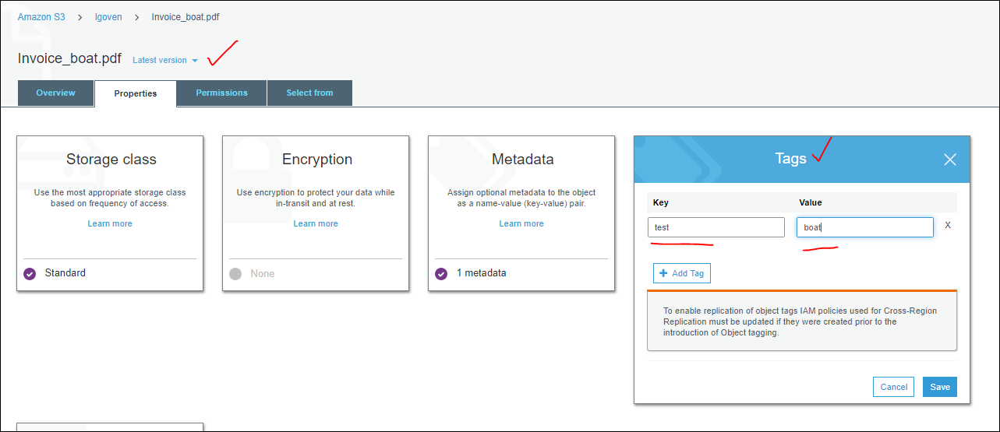 Amazon S3 > lgoven > Invoice_boat.pdf
Invoice_boat.pdf Latest version
Overview Properties Permissions Select from
Storage class
Use the most appropriate storage class
based on frequency of access.
Learn more
Standard
Encryption
Use encryption to protect your data while
in-transit and at rest.
Learn more
None
Metadata
Assign optional metadata to the object
as a name-value (key-value) pair.
Learn more
1 metadata
Tags
Key Value
test boat X
Add Tag
To enable replication of object tags IAM policies used for Cross-Region
Replication must be updated if they were created prior to the
introduction of Object tagging.
Cancel Save